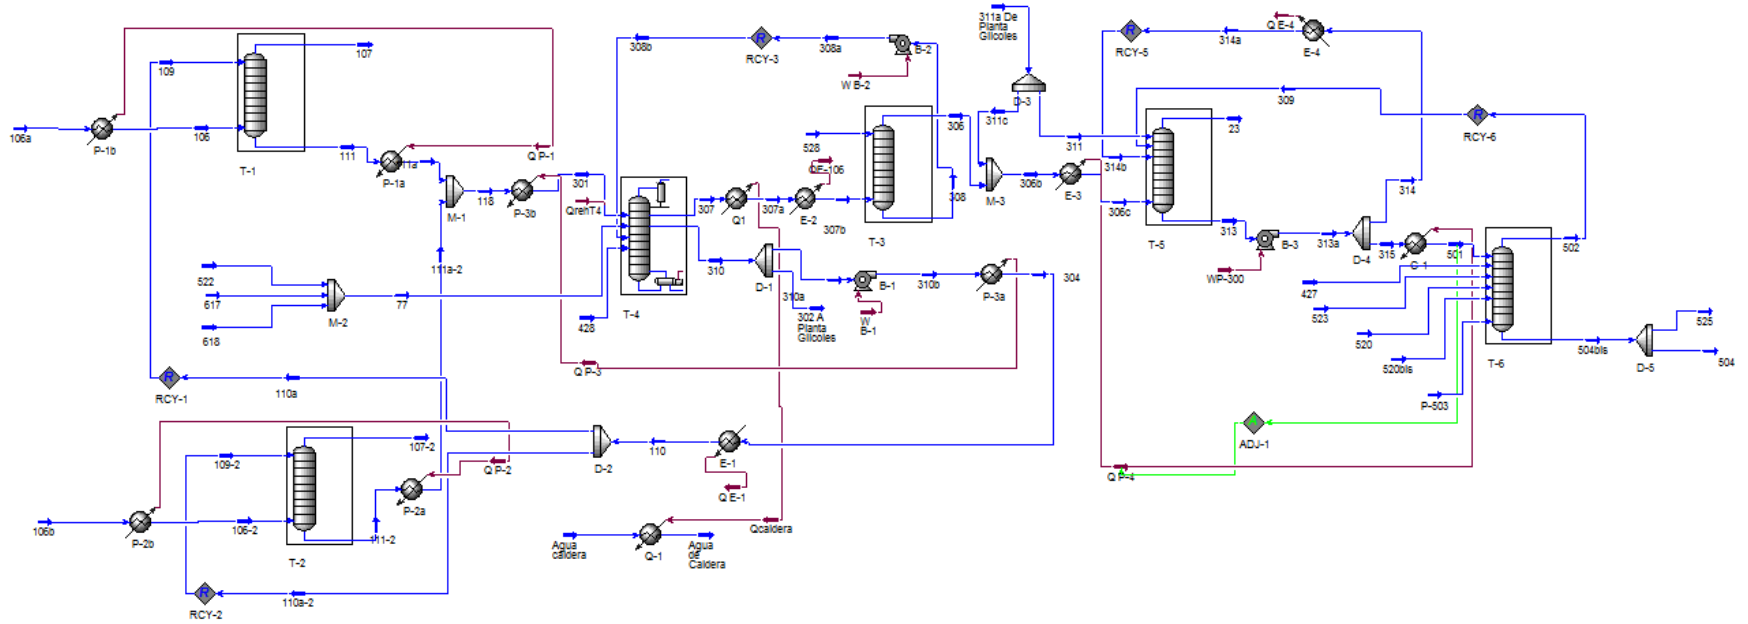 311a De
Planta
Glicoles
Q E-4
E-4
314a
RCY-5
107
308b
RCY-3
308a
B-2
109
W B-2
D-3
309
306
311c
RCY-6
23
106a
P-1b
106
528
QE-106
311
111
Q P-1
314b
T-1
P-1a
11a
M-1
118
P-3b
301
QrehT4
307
Q1
307a
E-2
307b
308
M-3
306b
E-3
306c
314
T-3
T-5
313
B-3
313a
D-4
315
C-1
501
502
111a-2
310
D-1
310a
B-1
310b
P-3a
304
WP-300
522
617
618
M-2
77
428
T-4
302 A
Planta
Glicoles
W
B-1
427
523
520
520bis
P-503
T-6
504bis
D-5
525
504
Q P-3
RCY-1
110a
ADJ-1
107-2
109-2
Q P-2
P-2a
D-2
110
E-1
Q E-1
Q P-4
106b
P-2b
106-2
T-2
11-2
Agua
caldera
Q-1
Agua
de
Caldera
Qcaldera
RCY-2
110a-2